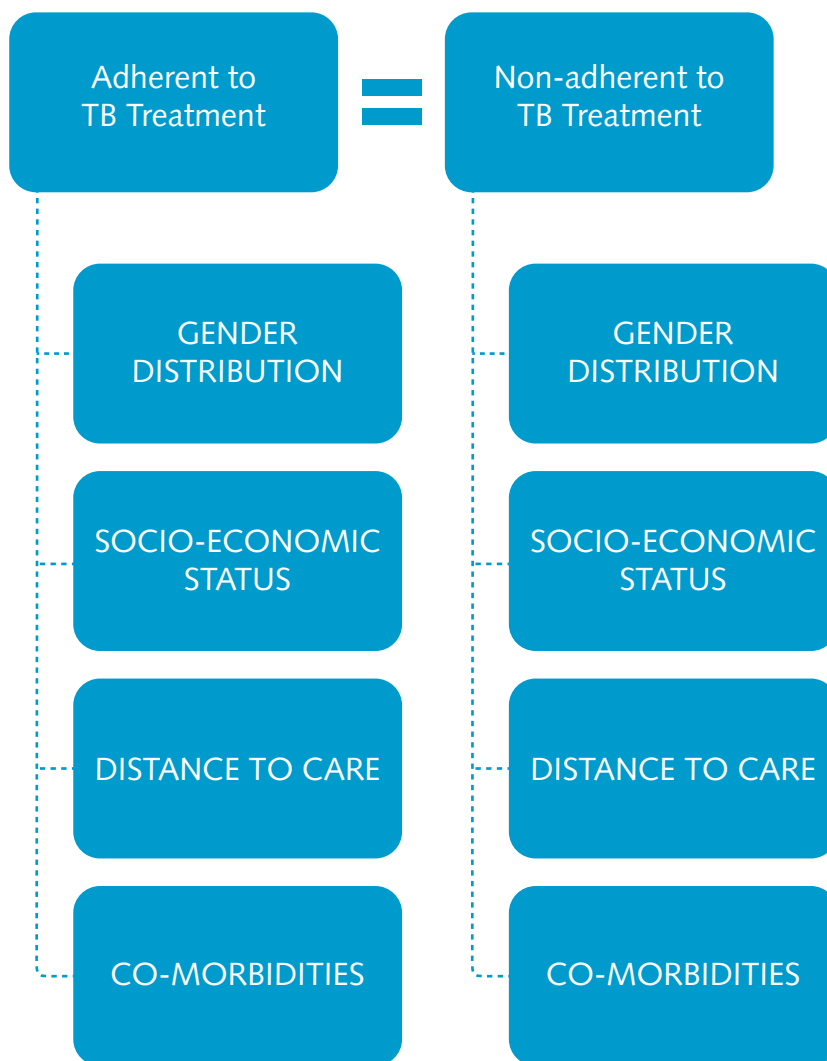 Adherent to
TB Treatment
Non-adherent to
TB Treatment
GENDER
DISTRIBUTION
GENDER
DISTRIBUTION
SOCIO-ECONOMIC
STATUS
SOCIO-ECONOMIC
STATUS
DISTANCE TO CARE
DISTANCE TO CARE
CO-MORBIDITIES
CO-MORBIDITIES